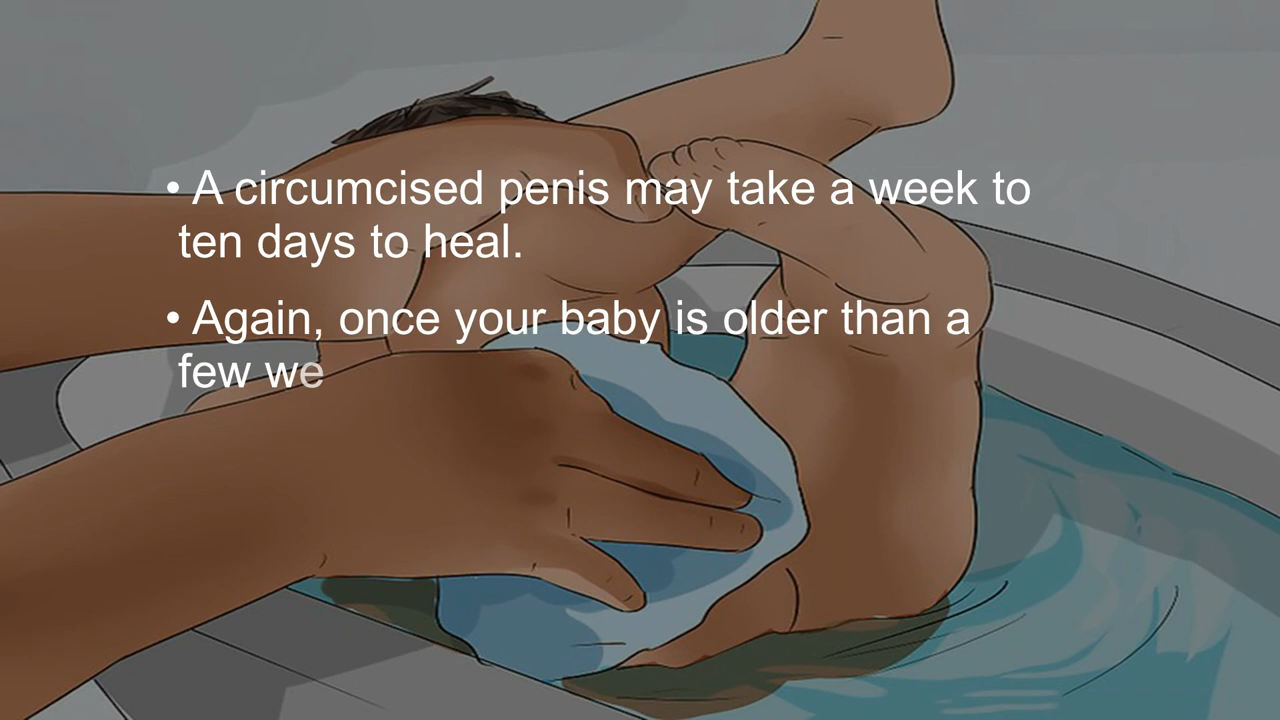 • A circumcised penis may take a week to
ten days to heal.
• Again, once your baby is older than a
few we